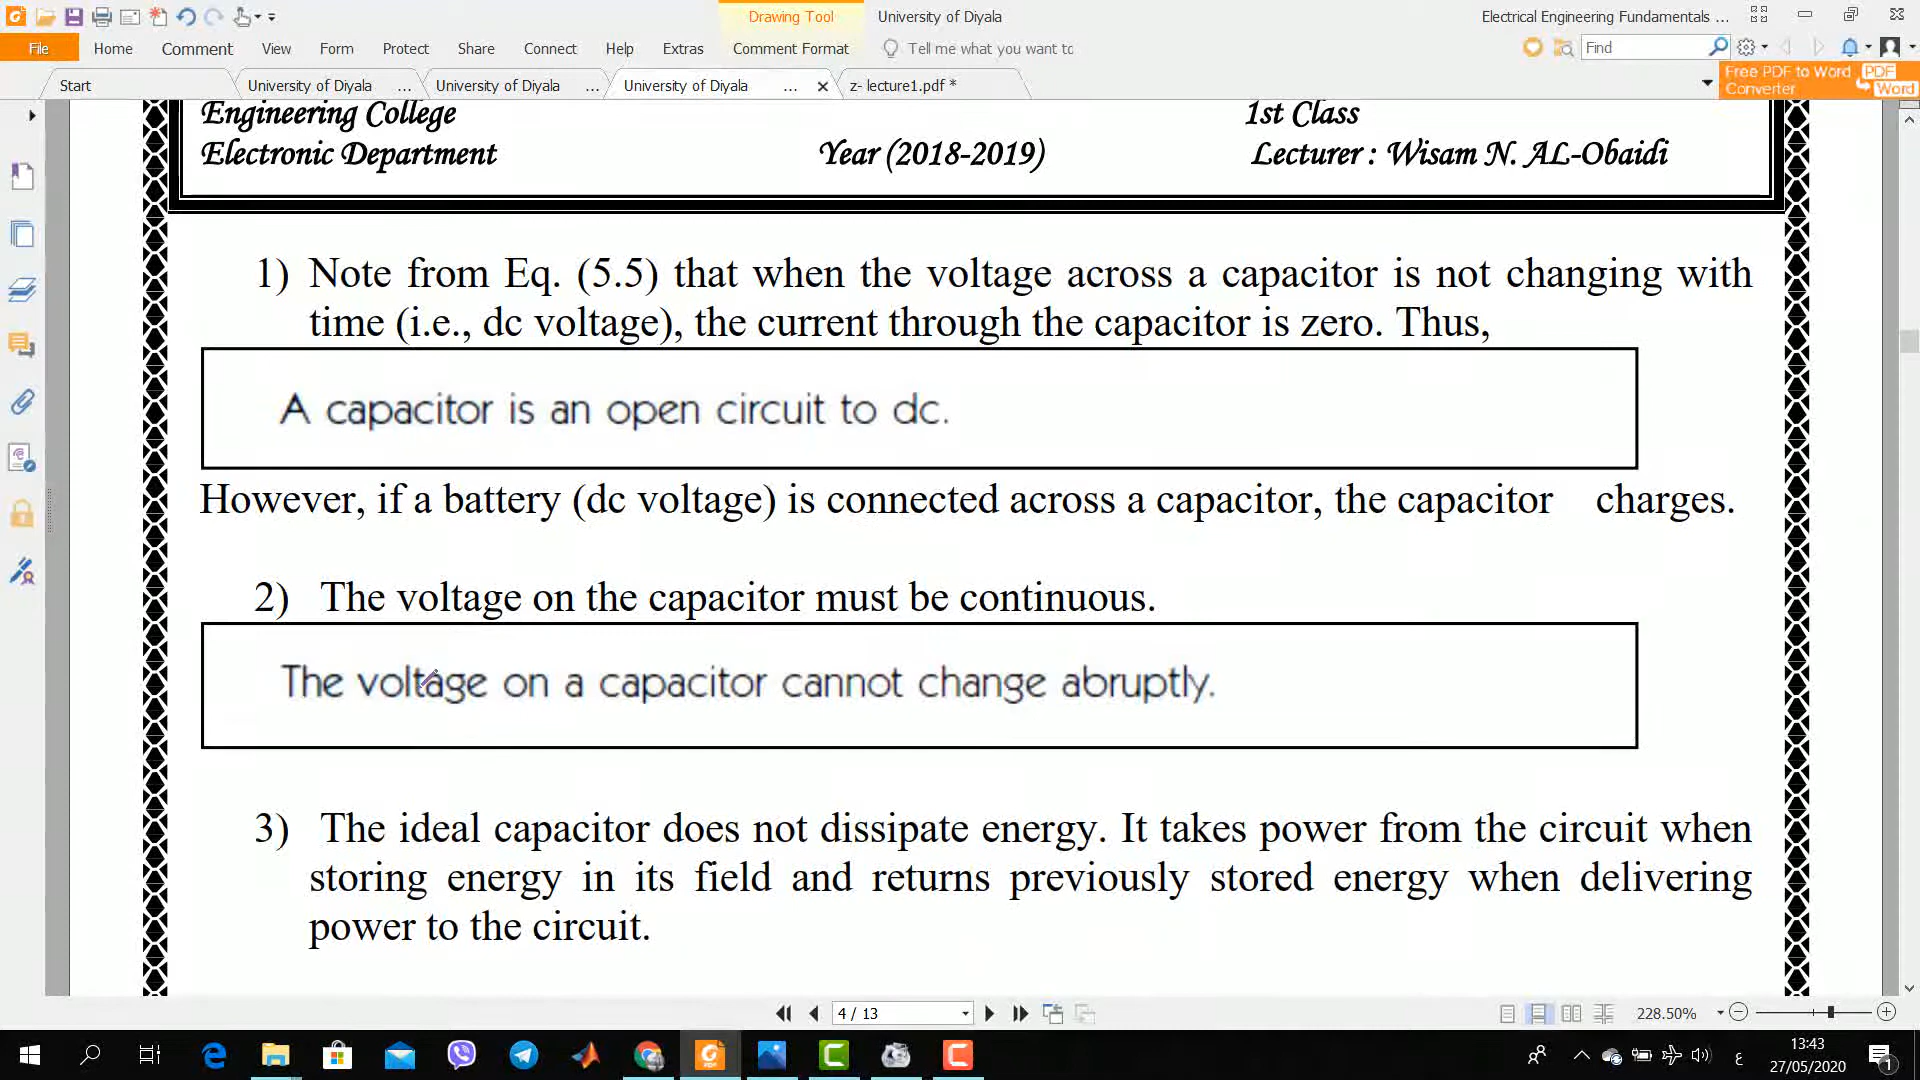 Drawing Tool
University of Diyala
Electrical Engineering Fundamentals ...
File
Home
Comment
View
Form
Protect
Share
Connect
Help
Extras
Comment Format
Tell me what you want to
Find
Start
University of Diyala ...
University of Diyala ...
University of Diyala ...
z- lecture1.pdf *
Free PDF to Word
Converter
PDF
Word
Engineering College
1st Class
Electronic Department
Year (2018-2019)
Lecturer : Wisam N. AL-Obaidi
1) Note from Eq. (5.5) that when the voltage across a capacitor is not changing with
time (i.e., dc voltage), the current through the capacitor is zero. Thus,
A capacitor is an open circuit to dc.
However, if a battery (dc voltage) is connected across a capacitor, the capacitor charges.
2) The voltage on the capacitor must be continuous.
The voltage on a capacitor cannot change abruptly.
3) The ideal capacitor does not dissipate energy. It takes power from the circuit when
storing energy in its field and returns previously stored energy when delivering
power to the circuit.
4 / 13
228.50%
ع
13:43
27/05/2020
1